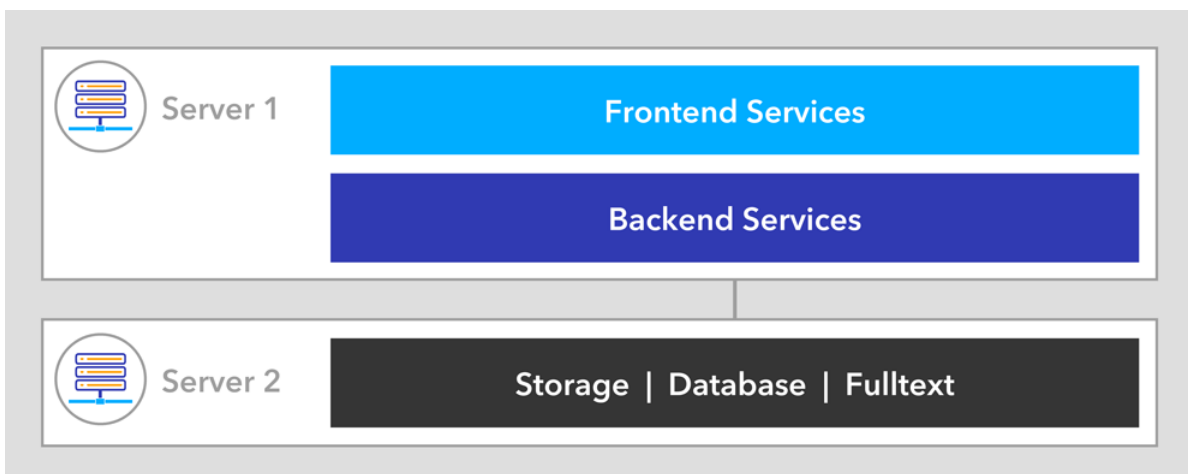 Server 1
Frontend Services
Backend Services
Server 2
Storage | Database | Fulltext